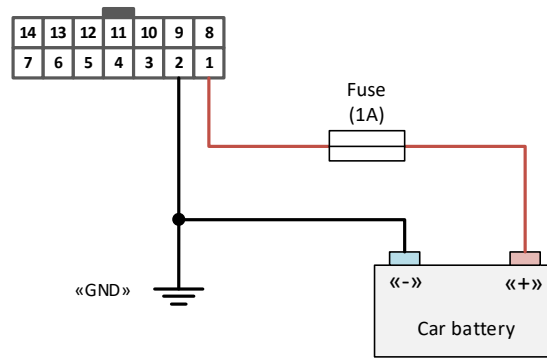 14 13 12 11 10 9 8
7 6 5 4 3 2 1
Fuse
(1A)
«GND»
«-» «+»
Car battery